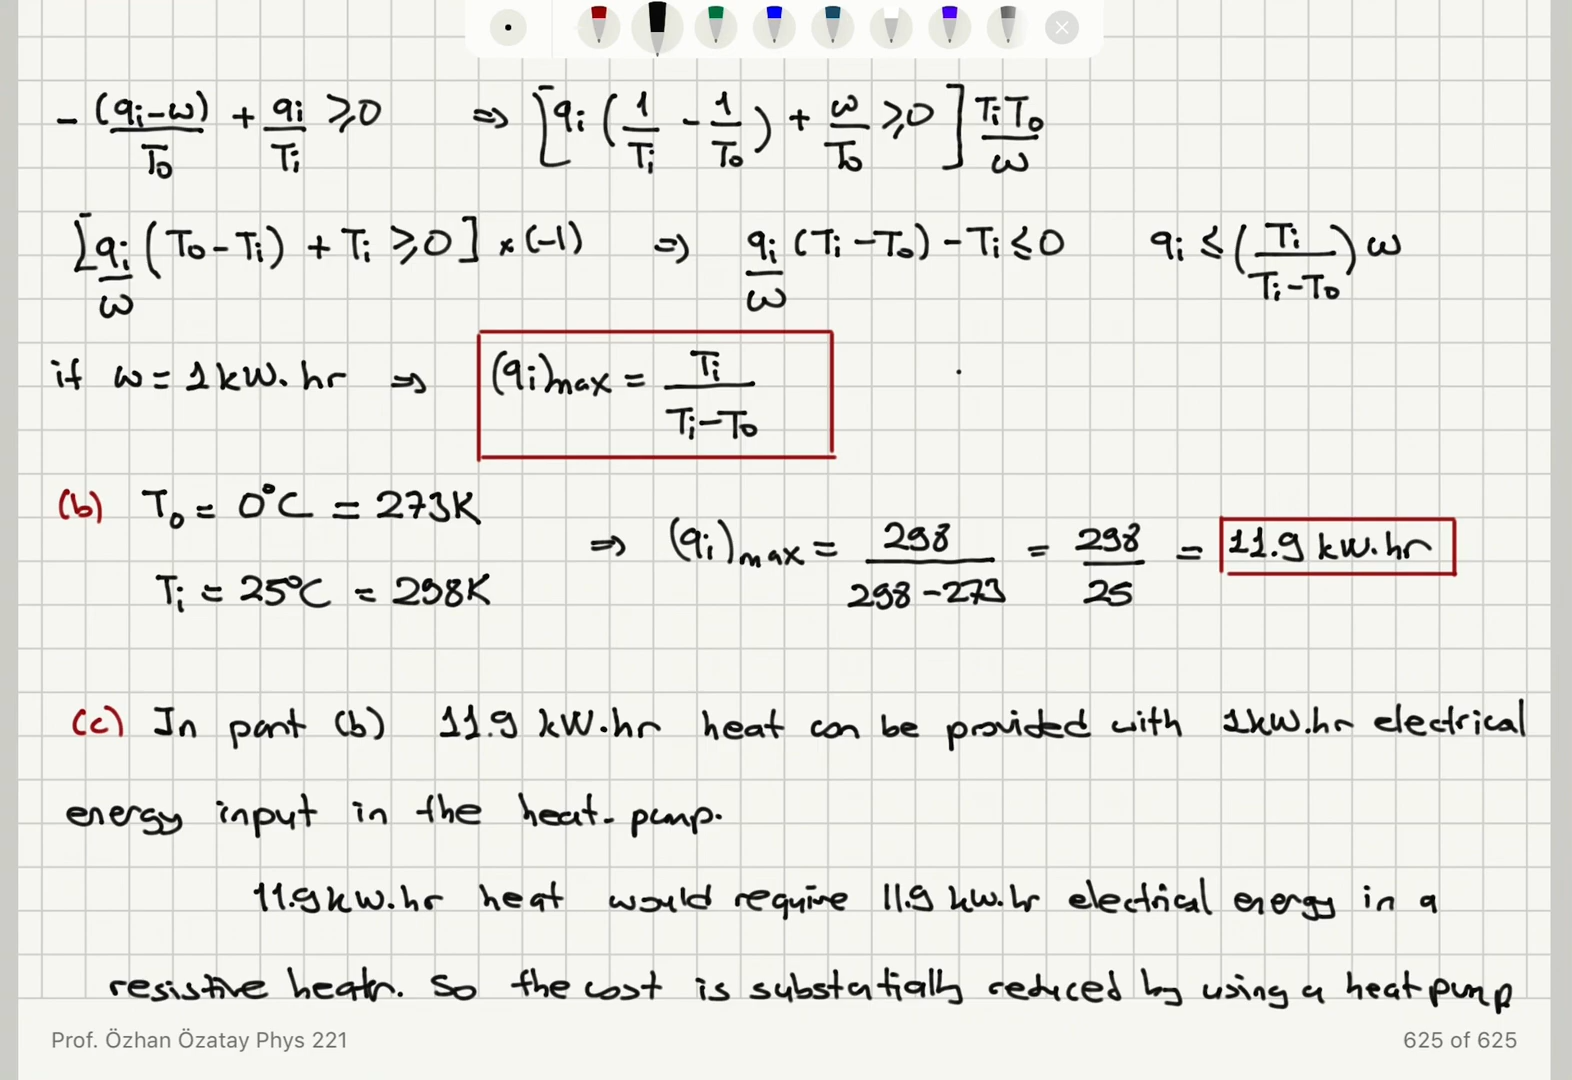 - (qi-ω)/To + qi/Ti ≥ 0 ⇒ [qi (1/Ti - 1/To) + ω/To ≥ 0] TiTo/ω
[qi/ω (To-Ti) + Ti ≥ 0] × (-1) ⇒ qi/ω (Ti-To) - Ti ≤ 0 qi ≤ (Ti/(Ti-To)) ω
if ω = 1 kW.hr ⇒ (qi)max = Ti/(Ti-To)
(b) To = 0°C = 273K
Ti = 25°C = 298K
⇒ (qi)max = 298/(298-273) = 298/25 = 11.9 kw.hr
(c) In part (b) 11.9 kW.hr heat can be provided with 1kW.hr electrical
energy input in the heat-pump.
11.9kw.hr heat would require 11.9 kw.hr electrical energy in a
resistive heatr. So the cost is substatially reduced by using a heat pump
Prof. Özhan Özatay Phys 221
625 of 625